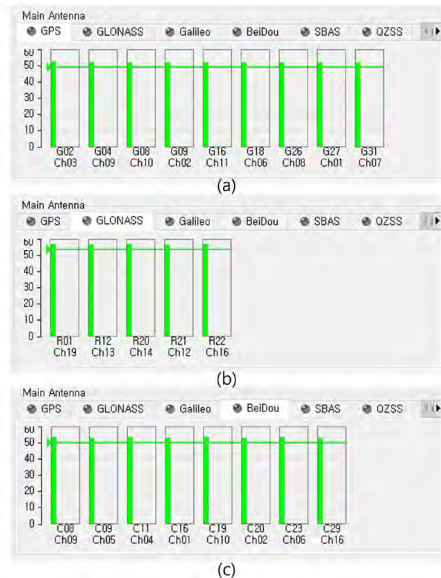 Main Antenna
GPS GLONASS Galileo BeiDou SBAS QZSS
60
50
40
30
20
10
0
G02 G04 G08 G09 G16 G18 G26 G27 G31
Ch03 Ch09 Ch10 Ch02 Ch11 Ch06 Ch08 Ch01 Ch07
(a)
Main Antenna
GPS GLONASS Galileo BeiDou SBAS QZSS
60
50
40
30
20
10
0
R01 R12 R20 R21 R22
Ch19 Ch13 Ch14 Ch12 Ch16
(b)
Main Antenna
GPS GLONASS Galileo BeiDou SBAS QZSS
60
50
40
30
20
10
0
C08 C09 C11 C16 C19 C20 C23 C29
Ch09 Ch05 Ch04 Ch01 Ch10 Ch02 Ch06 Ch16
(c)